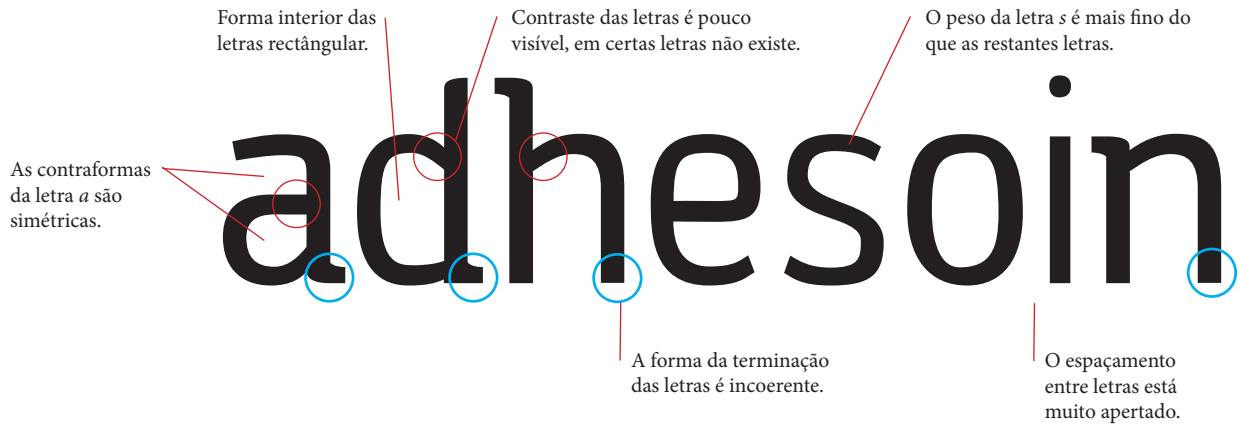 Forma interior das
letras rectângular.
Contraste das letras é pouco
visível, em certas letras não existe.
O peso da letra s é mais fino do
que as restantes letras.
As contraformas
da letra a são
simétricas.
adhesoin
A forma da terminação
das letras é incoerente.
O espaçamento
entre letras está
muito apertado.